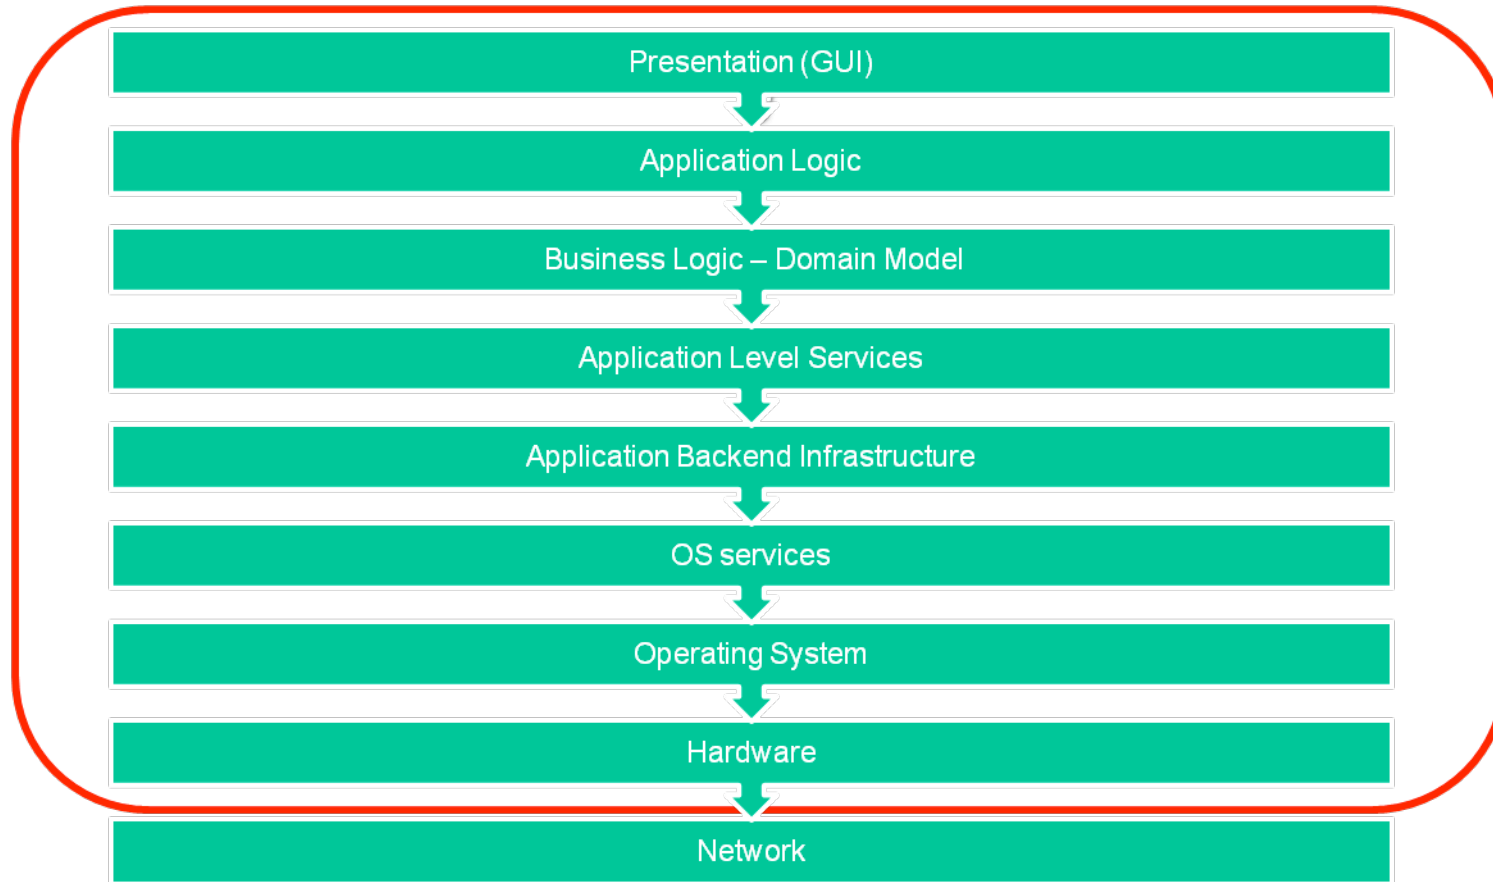 Presentation (GUI)
Application Logic
Business Logic – Domain Model
Application Level Services
Application Backend Infrastructure
OS services
Operating System
Hardware
Network